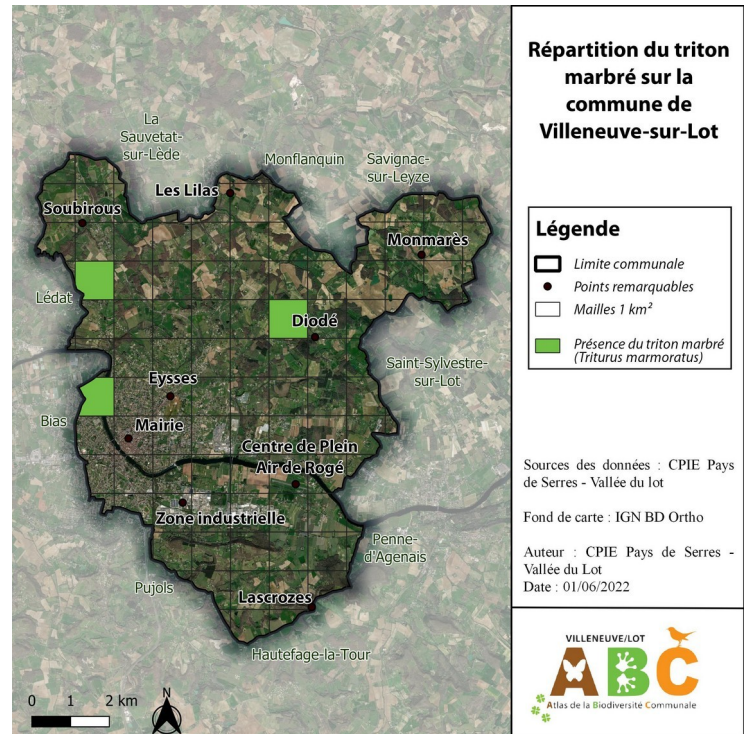 Répartition du triton
marbré sur la
commune de
Villeneuve-sur-Lot
La
Sauvetat-
sur-Lède
Monflanquin
Savignac-
sur-Leyze
Les Lilas
Soubirous
Monmarès
Lédat
Diodé
Saint-Sylvestre-
sur-Lot
Eysses
Bias
Mairie
Centre de Plein
Air de Rogé
Zone industrielle
Penne-
d'Agenais
Pujols
Lascrozes
Hautefage-la-Tour
0 1 2 km
N
Légende
Limite communale
Points remarquables
Mailles 1 km²
Présence du triton marbré
(Triturus marmoratus)
Sources des données : CPIE Pays
de Serres - Vallée du lot
Fond de carte : IGN BD Ortho
Auteur : CPIE Pays de Serres -
Vallée du Lot
Date : 01/06/2022
VILLENEUVE/LOT
ABC
Atlas de la Biodiversité Communale